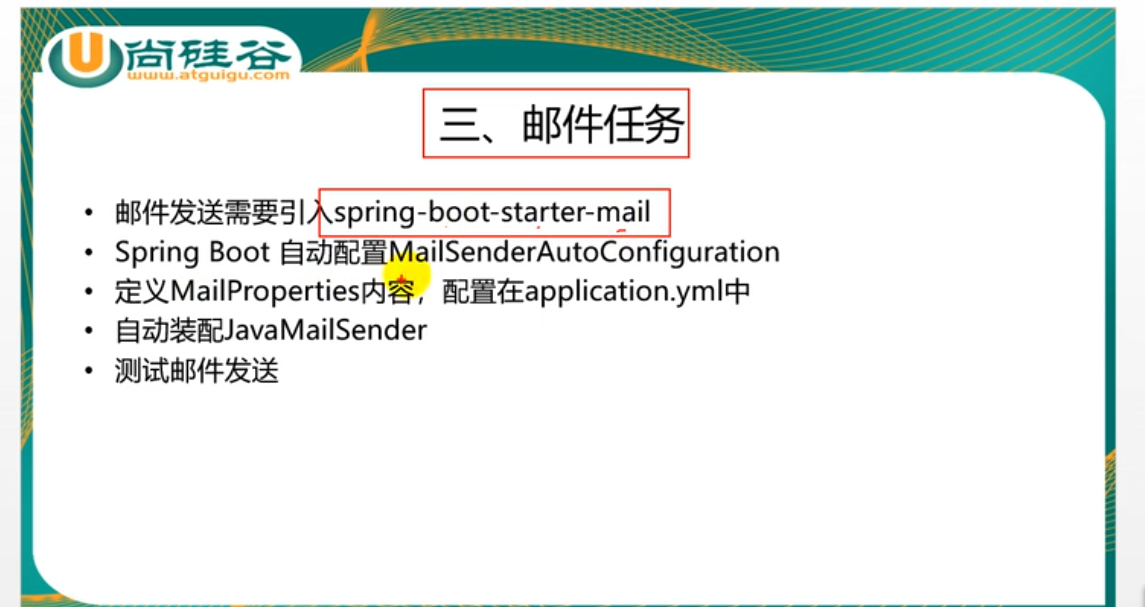 尚硅谷
www.atguigu.com
三、邮件任务
• 邮件发送需要引入spring-boot-starter-mail
• Spring Boot 自动配置MailSenderAutoConfiguration
• 定义MailProperties内容，配置在application.yml中
• 自动装配JavaMailSender
• 测试邮件发送